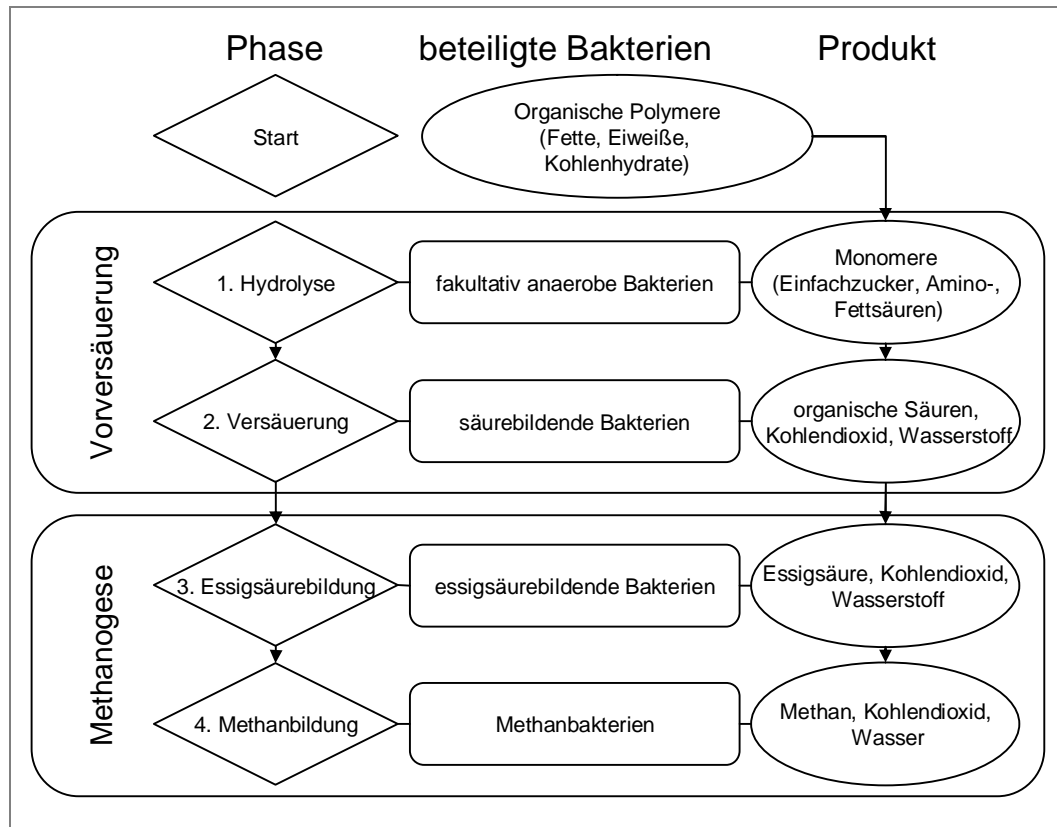 Phase
beteiligte Bakterien
Produkt
Start
Organische Polymere
(Fette, Eiweiße,
Kohlenhydrate)
Vorversäuerung
1. Hydrolyse
fakultativ anaerobe Bakterien
Monomere
(Einfachzucker, Amino-,
Fettsäuren)
2. Versäuerung
säurebildende Bakterien
organische Säuren,
Kohlendioxid, Wasserstoff
Methanogese
3. Essigsäurebildung
essigsäurebildende Bakterien
Essigsäure, Kohlendioxid,
Wasserstoff
4. Methanbildung
Methanbakterien
Methan, Kohlendioxid,
Wasser